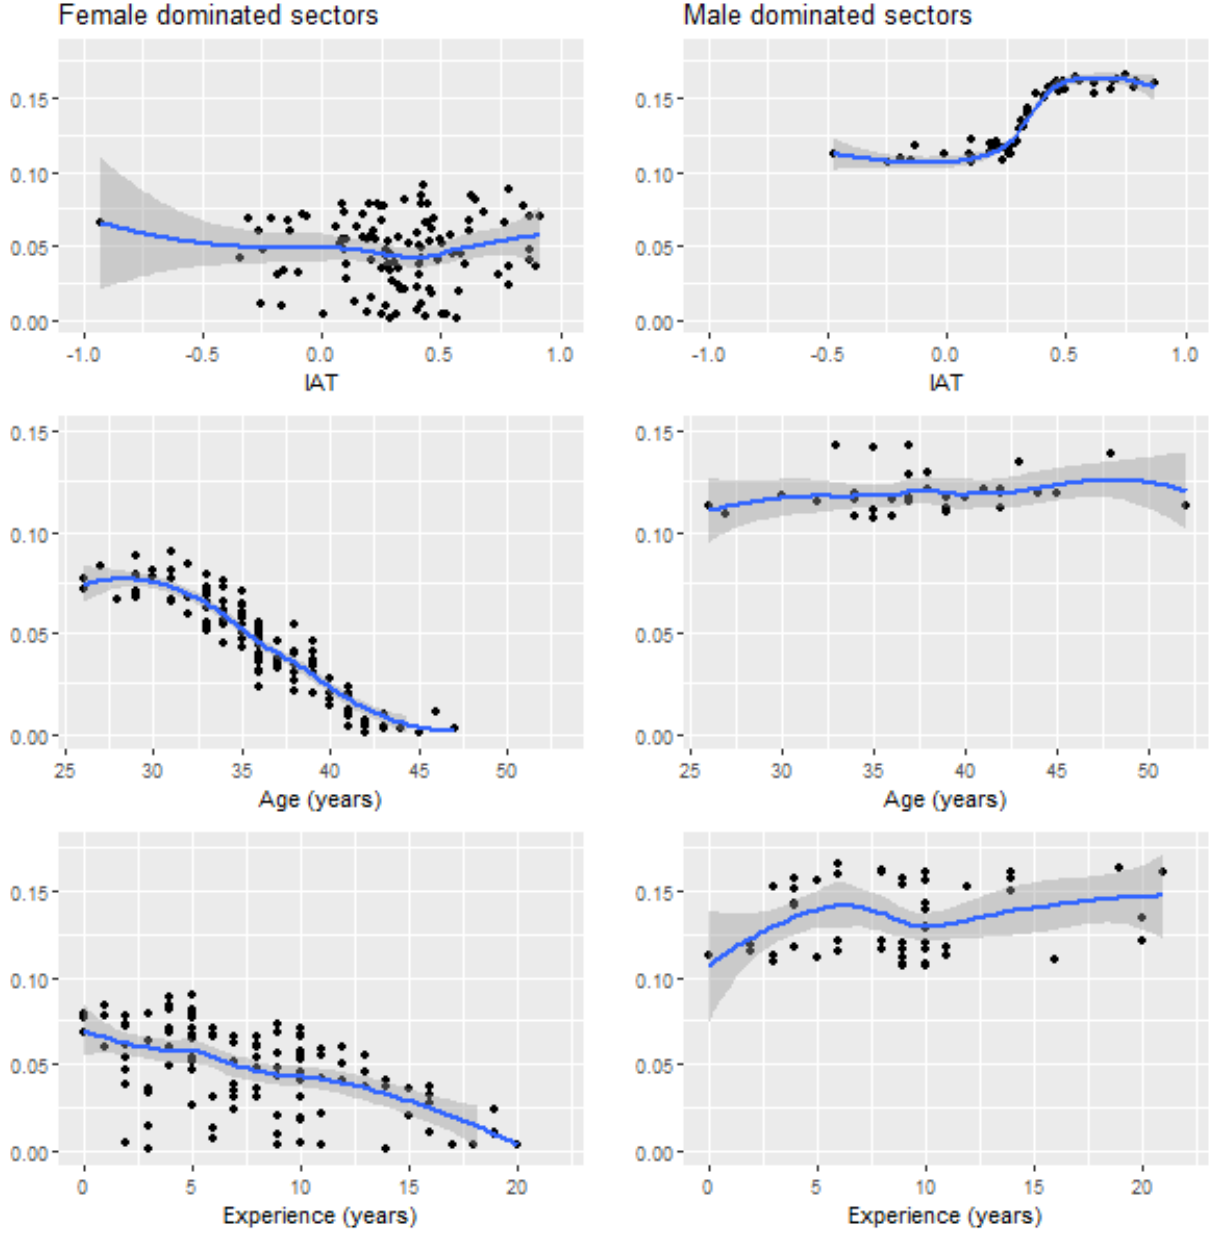 Female dominated sectors Male dominated sectors
0.15
0.10
0.05
0.00
-1.0 -0.5 0.0 0.5 1.0
IAT
0.15
0.10
0.05
0.00
-1.0 -0.5 0.0 0.5 1.0
IAT
0.15
0.10
0.05
0.00
25 30 35 40 45 50
Age (years)
0.15
0.10
0.05
0.00
25 30 35 40 45 50
Age (years)
0.15
0.10
0.05
0.00
0 5 10 15 20
Experience (years)
0.15
0.10
0.05
0.00
0 5 10 15 20
Experience (years)